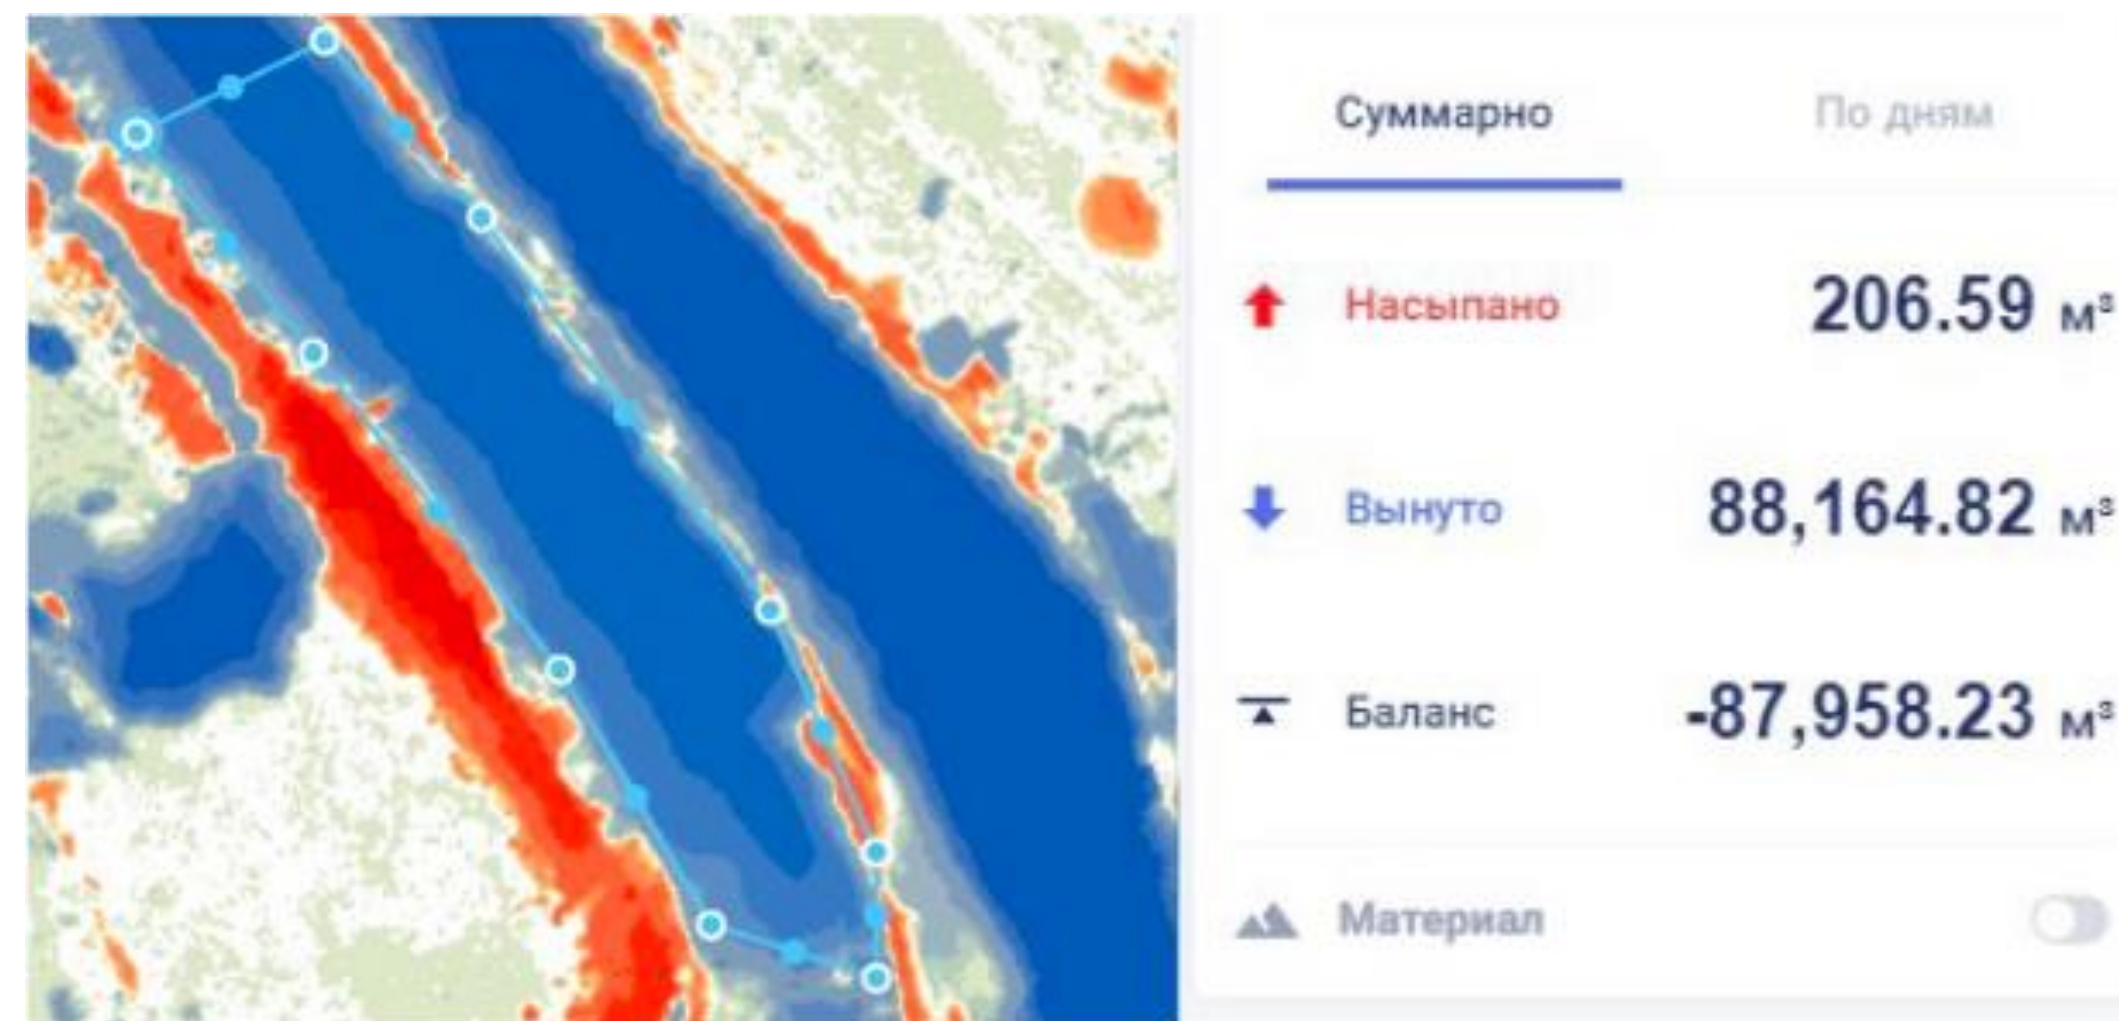 Суммарно По дням
Насыпано 206.59 м³
Вынуто 88,164.82 м³
Баланс -87,958.23 м³
Материал